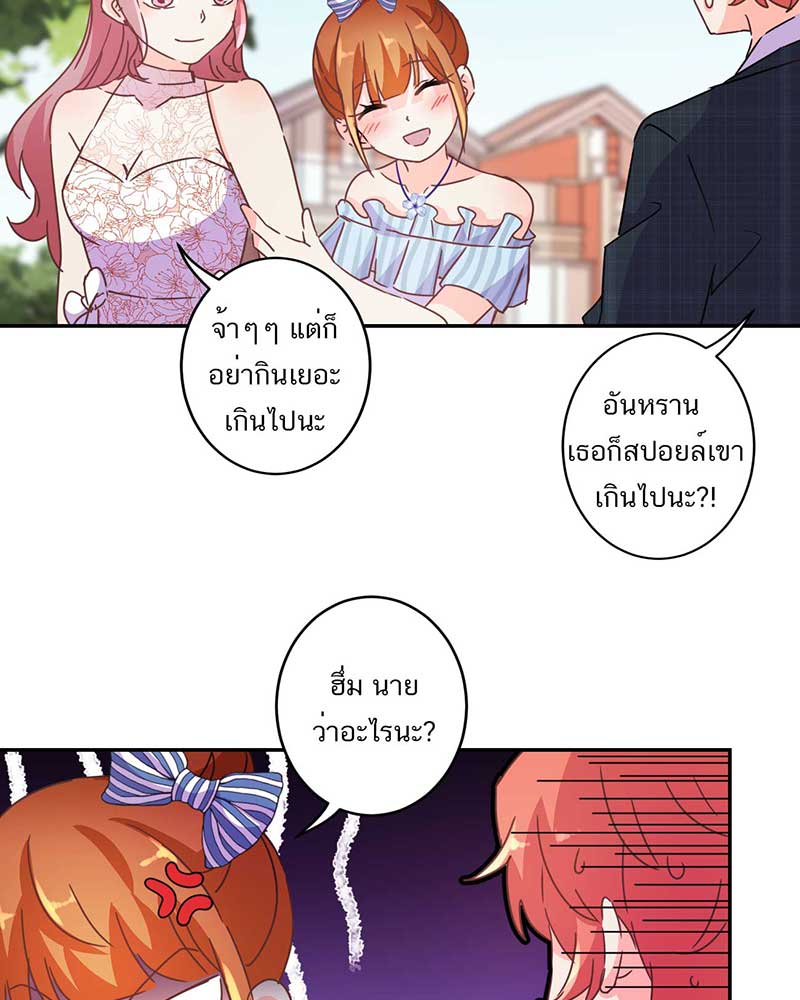 จ้าๆๆ แต่ก็
อย่ากินเยอะ
เกินไปนะ
อันหราน
เธอก็สปอยล์เขา
เกินไปนะ?!
ฮึ่ม นาย
ว่าอะไรนะ?